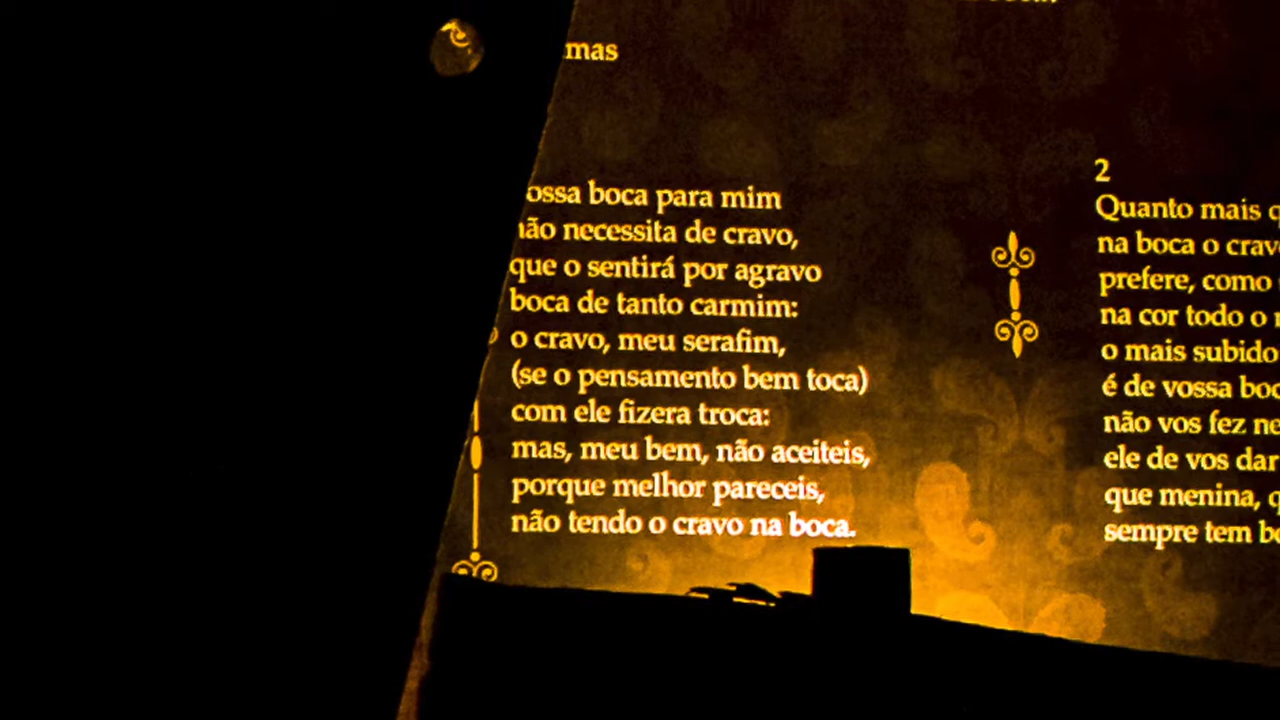 mas
ossa boca para mim
não necessita de cravo,
que o sentirá por agravo
boca de tanto carmim:
o cravo, meu serafim,
(se o pensamento bem toca)
com ele fizera troca:
mas, meu bem, não aceiteis,
porque melhor pareceis,
não tendo o cravo na boca.
2
Quanto mais
na boca o
prefere, como
na cor todo o
o mais subido
é de vossa
não vos fez
ele de vos
que menina,
sempre tem